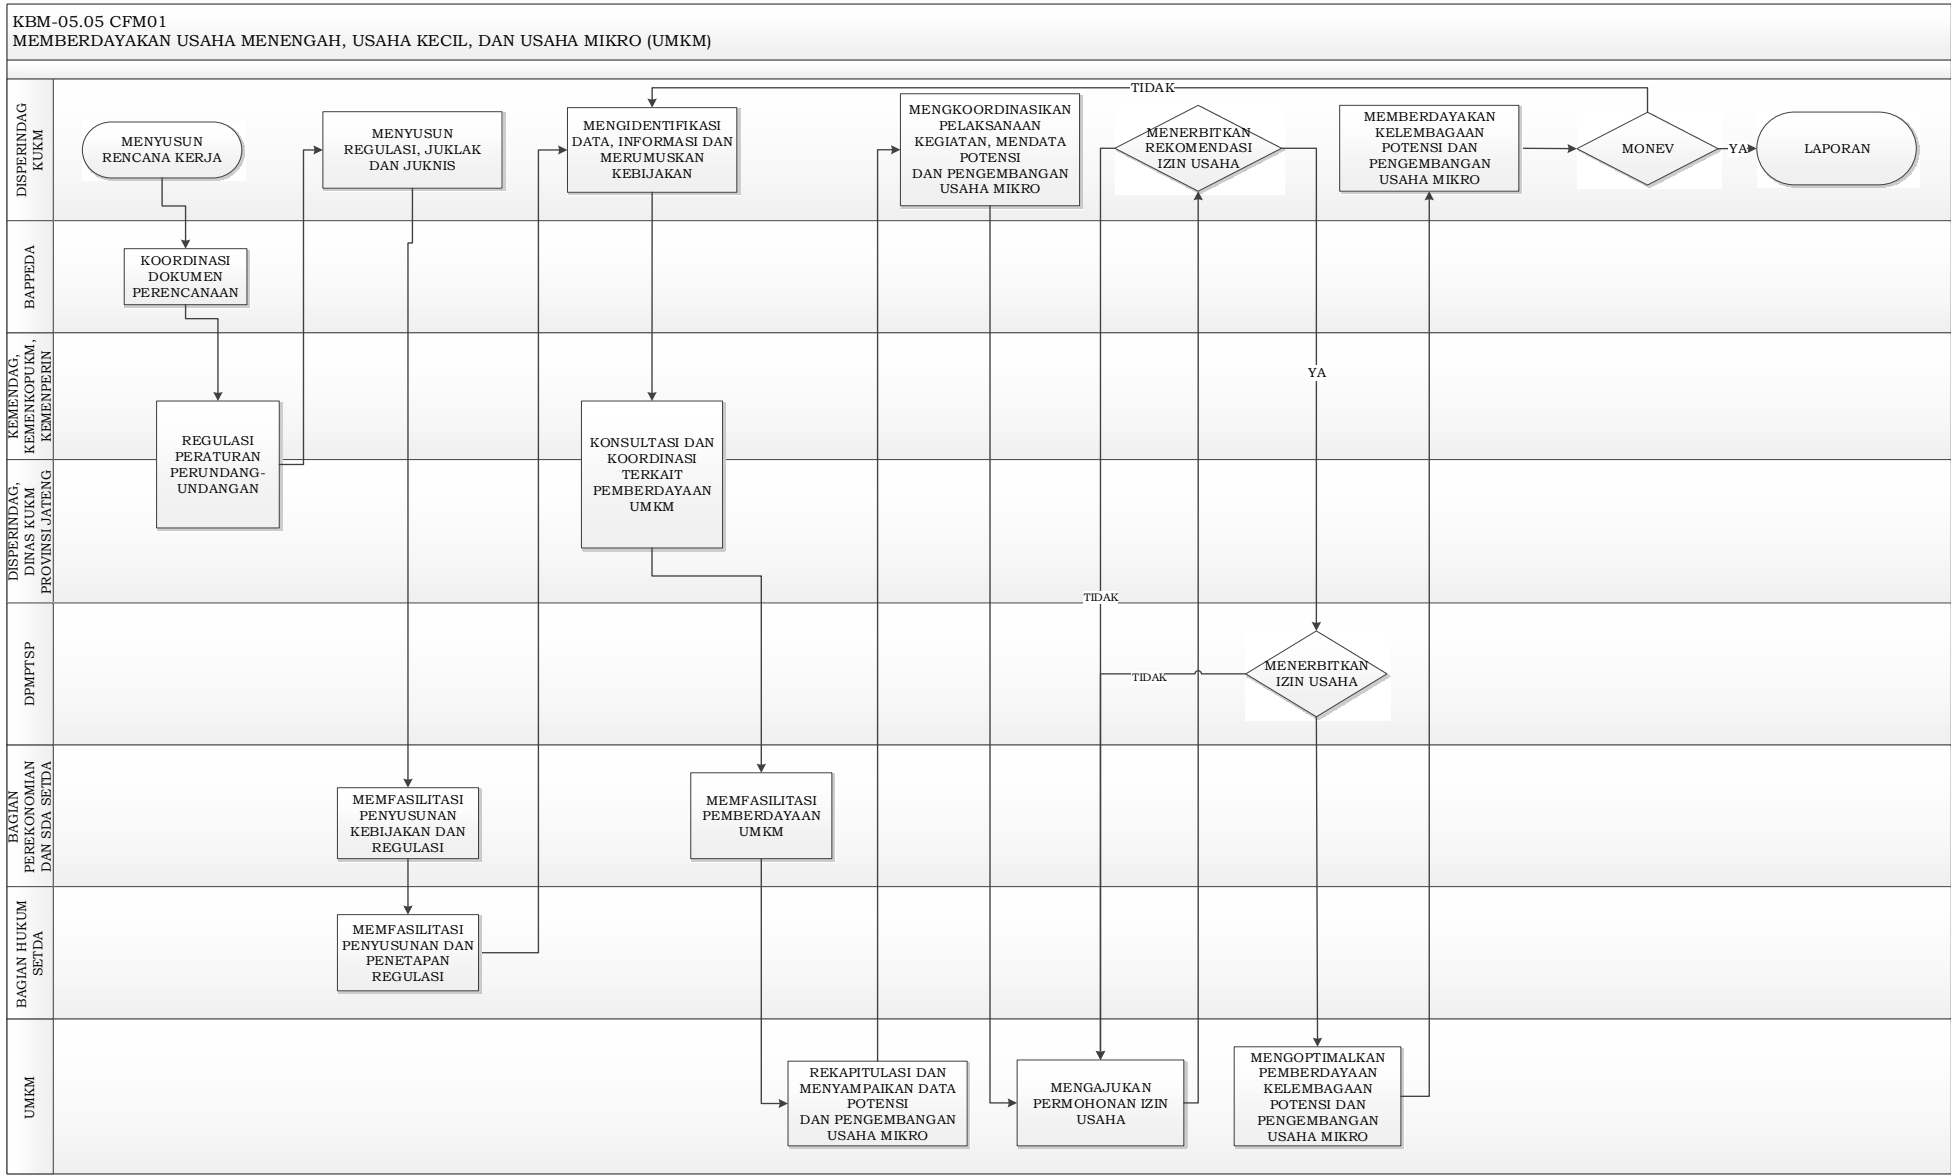 KBM-05.05 CFM01
MEMBERDAYAKAN USAHA MENENGAH, USAHA KECIL, DAN USAHA MIKRO (UMKM)
DISPERINDAG
KUKM
MENYUSUN
RENCANA KERJA
MENYUSUN
REGULASI, JUKLAK
DAN JUKNIS
MENGIDENTIFIKASI
DATA, INFORMASI DAN
MERUMUSKAN
KEBIJAKAN
MENGKOORDINASIKAN
PELAKSANAAN
KEGIATAN, MENDATA
POTENSI
DAN PENGEMBANGAN
USAHA MIKRO
TIDAK
MENERBITKAN
REKOMENDASI
IZIN USAHA
MEMBERDAYAKAN
KELEMBAGAAN
POTENSI DAN
PENGEMBANGAN
USAHA MIKRO
MONEV
YA
LAPORAN
BAPPEDA
KOORDINASI
DOKUMEN
PERENCANAAN
KEMENDAG,
KEMENKOPUKM,
KEMENPERIN
YA
REGULASI
PERATURAN
PERUNDANG-
UNDANGAN
KONSULTASI DAN
KOORDINASI
TERKAIT
PEMBERDAYAAN
UMKM
DISPERINDAG,
DINAS KUKM
PROVINSI JATENG
TIDAK
DPMPTSP
TIDAK
MENERBITKAN
IZIN USAHA
BAGIAN
PEREKONOMIAN
DAN SDA SETDA
MEMFASILITASI
PENYUSUNAN
KEBIJAKAN DAN
REGULASI
MEMFASILITASI
PEMBERDAYAAN
UMKM
BAGIAN HUKUM
SETDA
MEMFASILITASI
PENYUSUNAN DAN
PENETAPAN
REGULASI
UMKM
REKAPITULASI DAN
MENYAMPAIKAN DATA
POTENSI
DAN PENGEMBANGAN
USAHA MIKRO
MENGAJUKAN
PERMOHONAN IZIN
USAHA
MENGOPTIMALKAN
PEMBERDAYAAN
KELEMBAGAAN
POTENSI DAN
PENGEMBANGAN
USAHA MIKRO